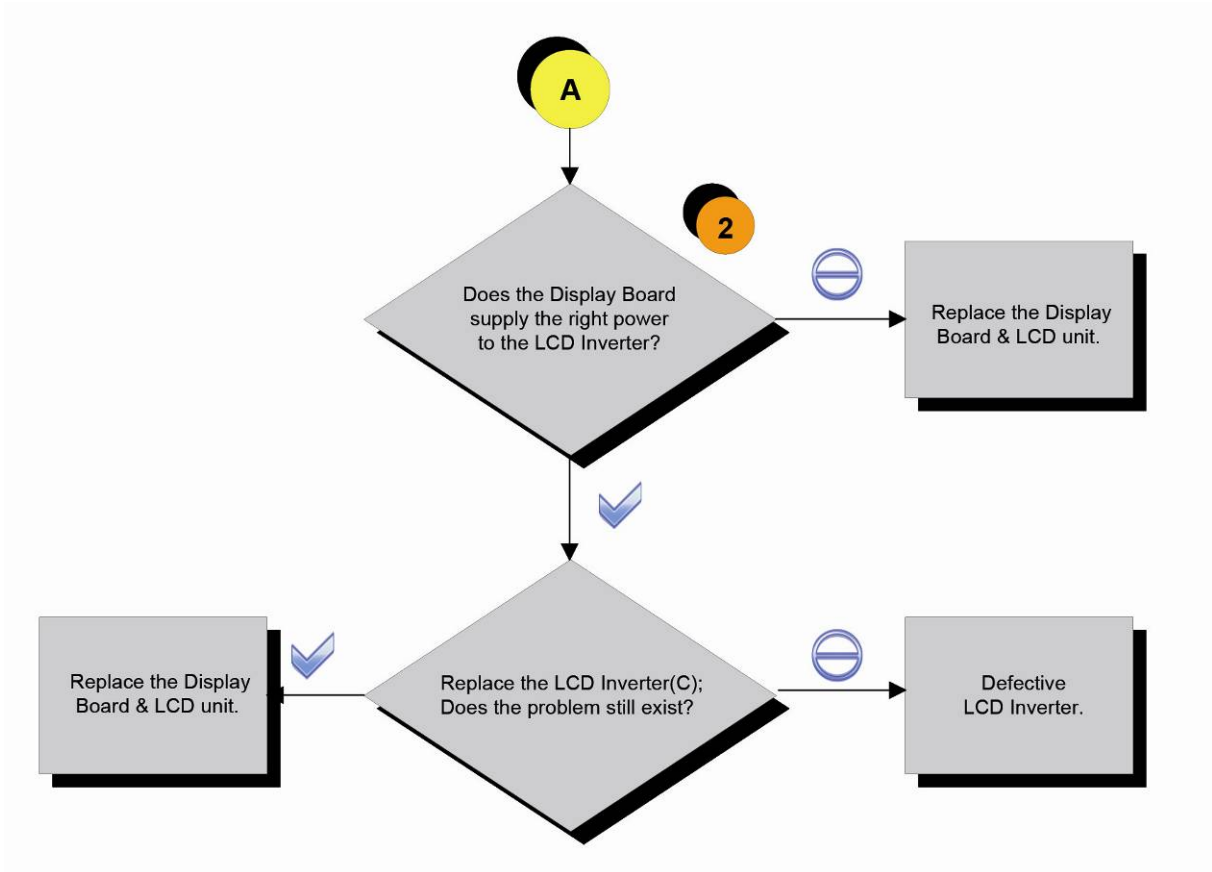 A
2
Does the Display Board
supply the right power
to the LCD Inverter?
Replace the Display
Board & LCD unit.
Replace the Display
Board & LCD unit.
Replace the LCD Inverter(C);
Does the problem still exist?
Defective
LCD Inverter.